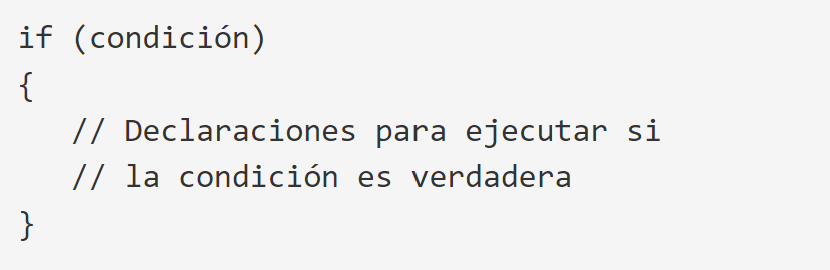 if (condición)
{
// Declaraciones para ejecutar si
// la condición es verdadera
}